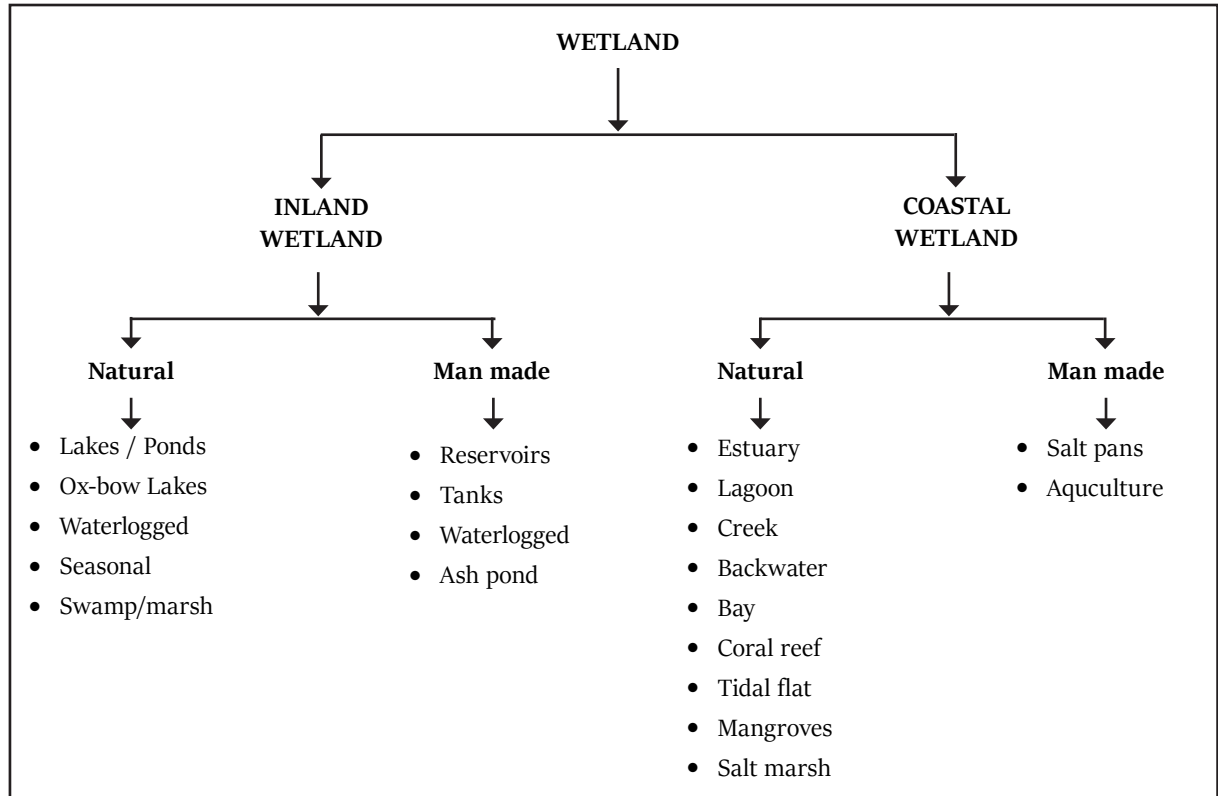 WETLAND
INLAND
WETLAND
COASTAL
WETLAND
Natural
Man made
Natural
Man made
• Lakes / Ponds
• Ox-bow Lakes
• Waterlogged
• Seasonal
• Swamp/marsh
• Reservoirs
• Tanks
• Waterlogged
• Ash pond
• Estuary
• Lagoon
• Creek
• Backwater
• Bay
• Coral reef
• Tidal flat
• Mangroves
• Salt marsh
• Salt pans
• Aquculture